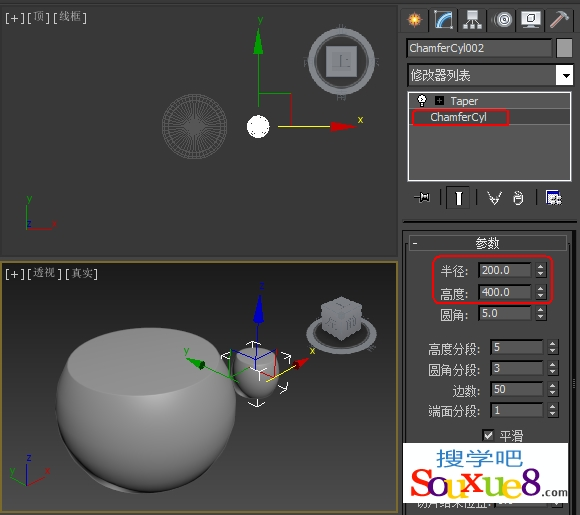 [+][顶][线框]
y
x
y
z
x
[+][透视][真实]
z
y
x
z
y
x
ChamferCyl002
修改器列表
Taper
ChamferCyl
- 参数
半径: 200.0
高度: 400.0
圆角: 5.0
高度分段: 5
圆角分段: 3
边数: 50
端面分段: 1
平滑
搜学吧
Souxue8.com